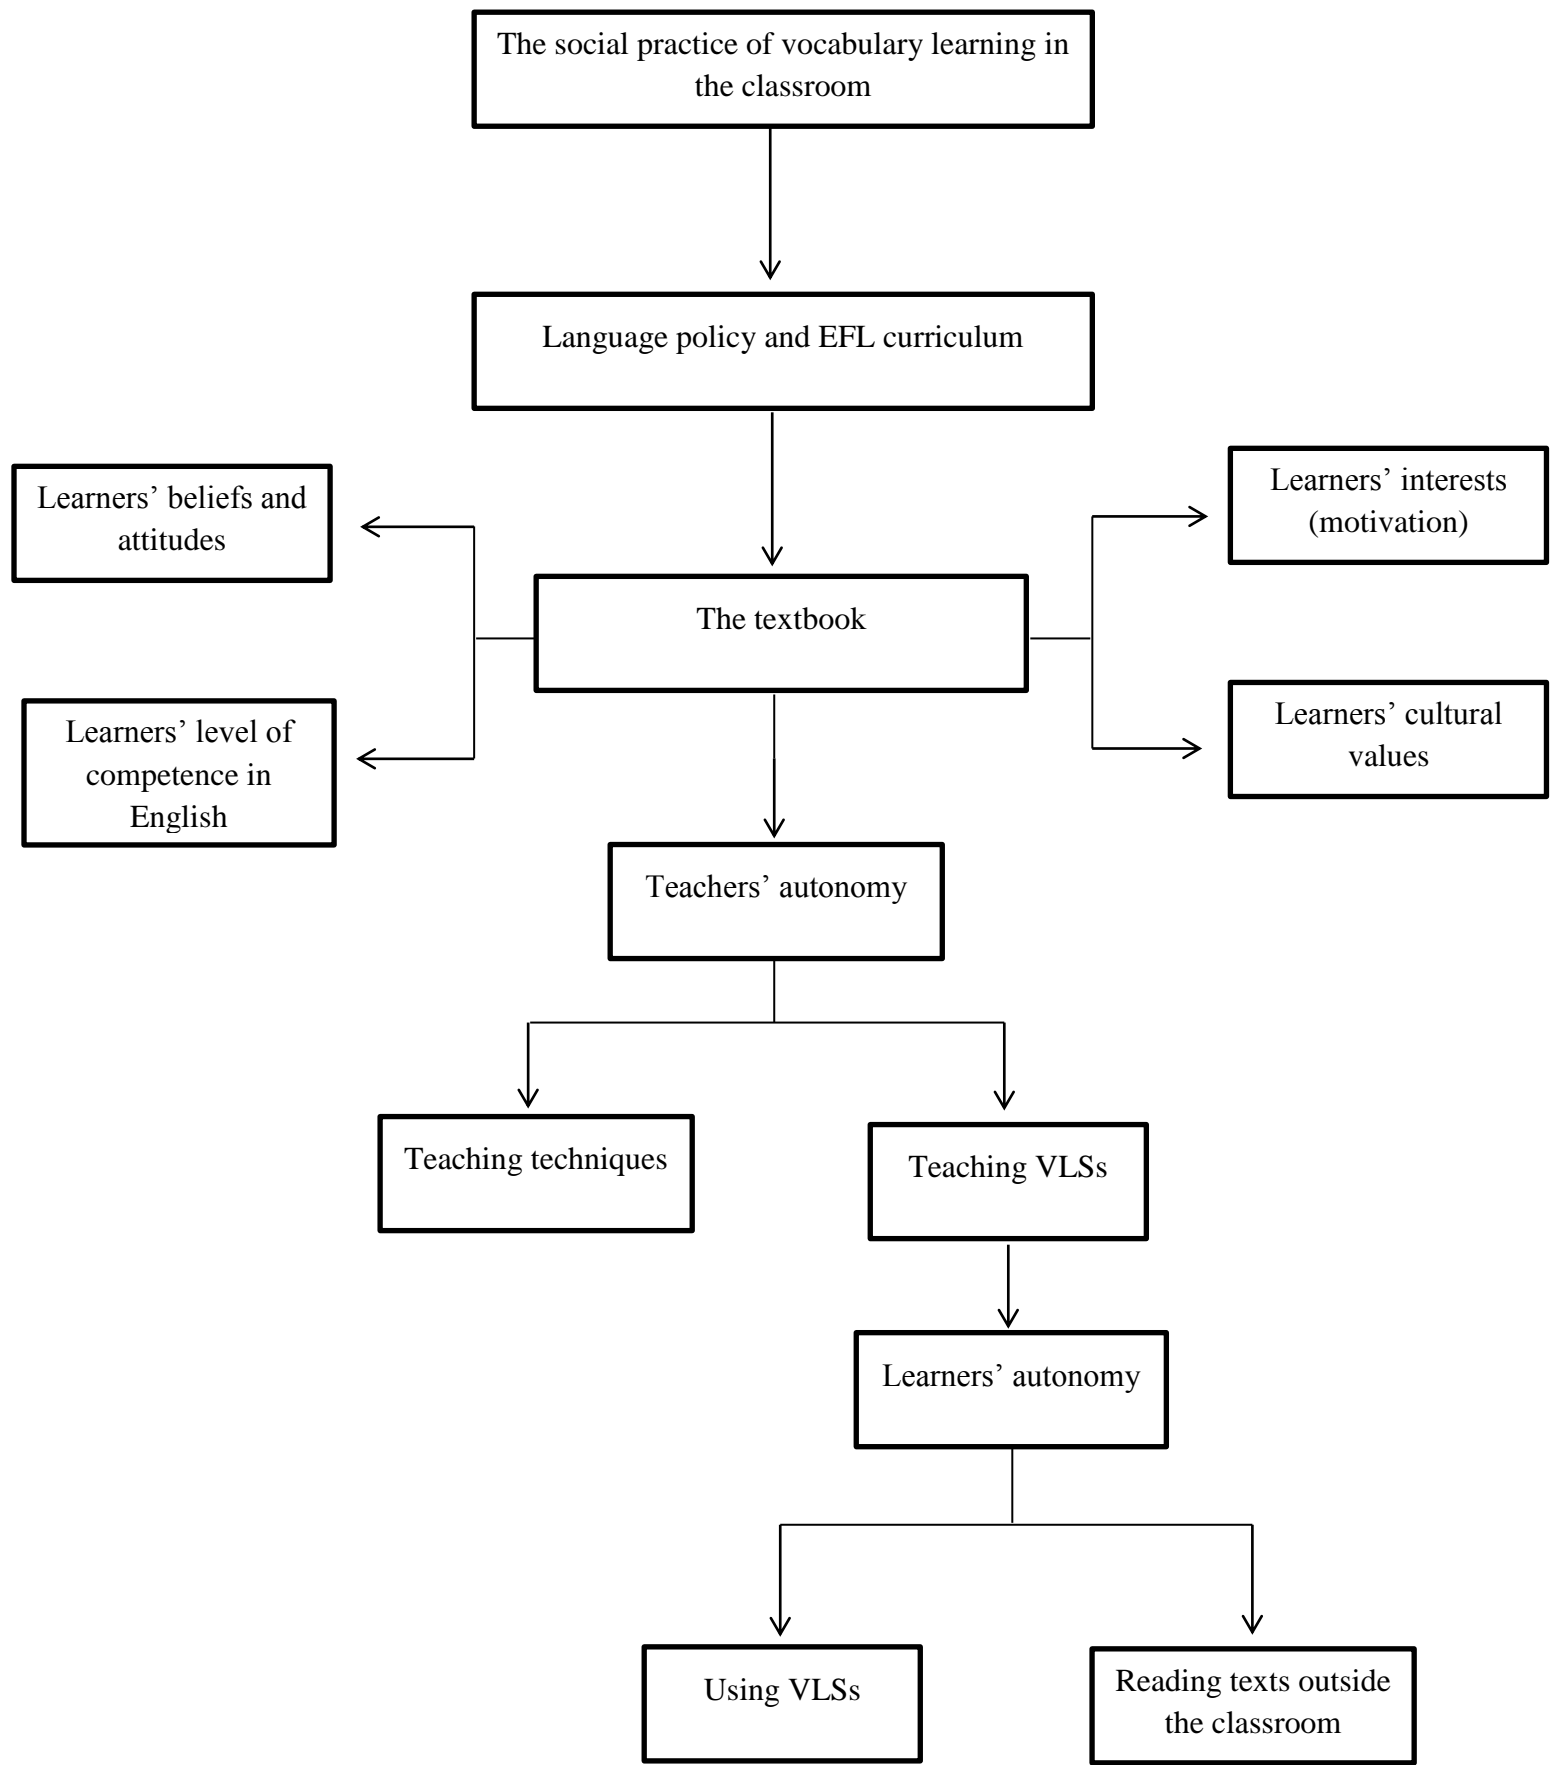 The social practice of vocabulary learning in
the classroom
Language policy and EFL curriculum
Learners’ beliefs and
attitudes
Learners’ interests
(motivation)
The textbook
Learners’ level of
competence in
English
Learners’ cultural
values
Teachers’ autonomy
Teaching techniques
Teaching VLSs
Learners’ autonomy
Using VLSs
Reading texts outside
the classroom